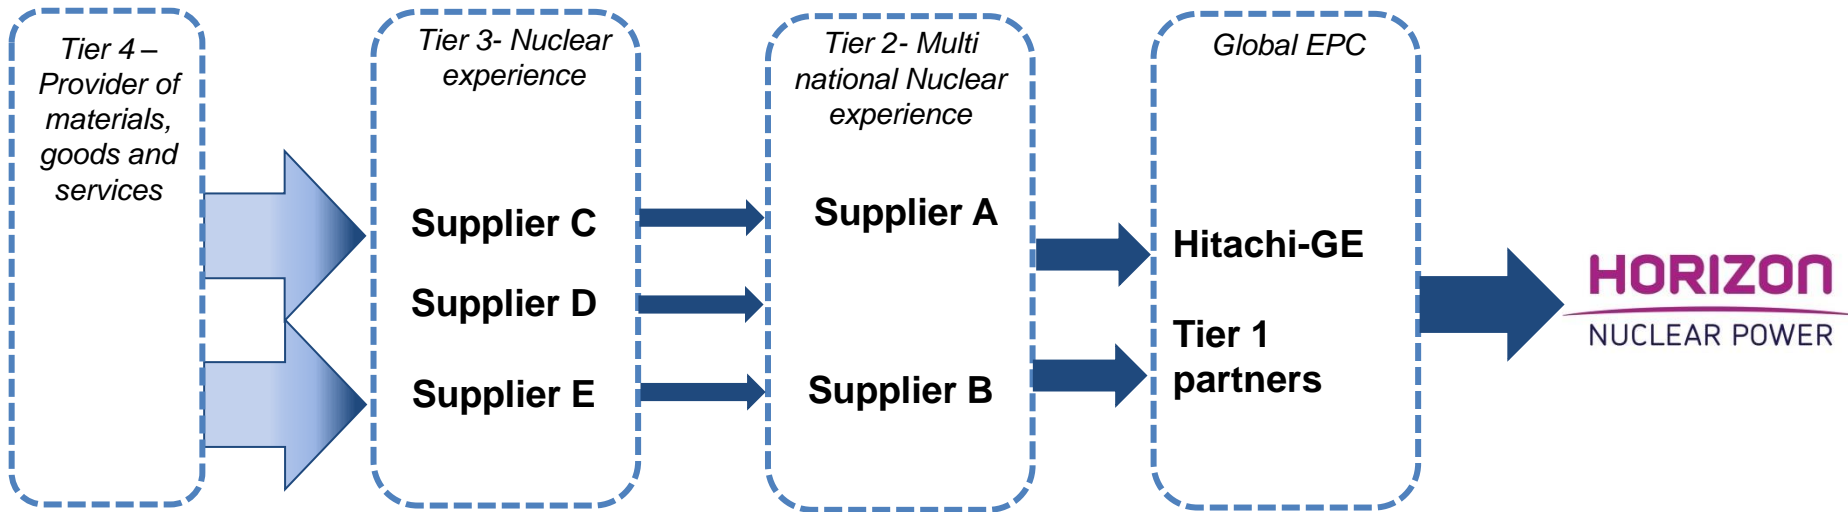 Tier 4 –
Provider of
materials,
goods and
services
Tier 3- Nuclear
experience
Supplier C
Supplier D
Supplier E
Tier 2- Multi
national Nuclear
experience
Supplier A
Supplier B
Global EPC
Hitachi-GE
Tier 1
partners
HORIZON
NUCLEAR POWER